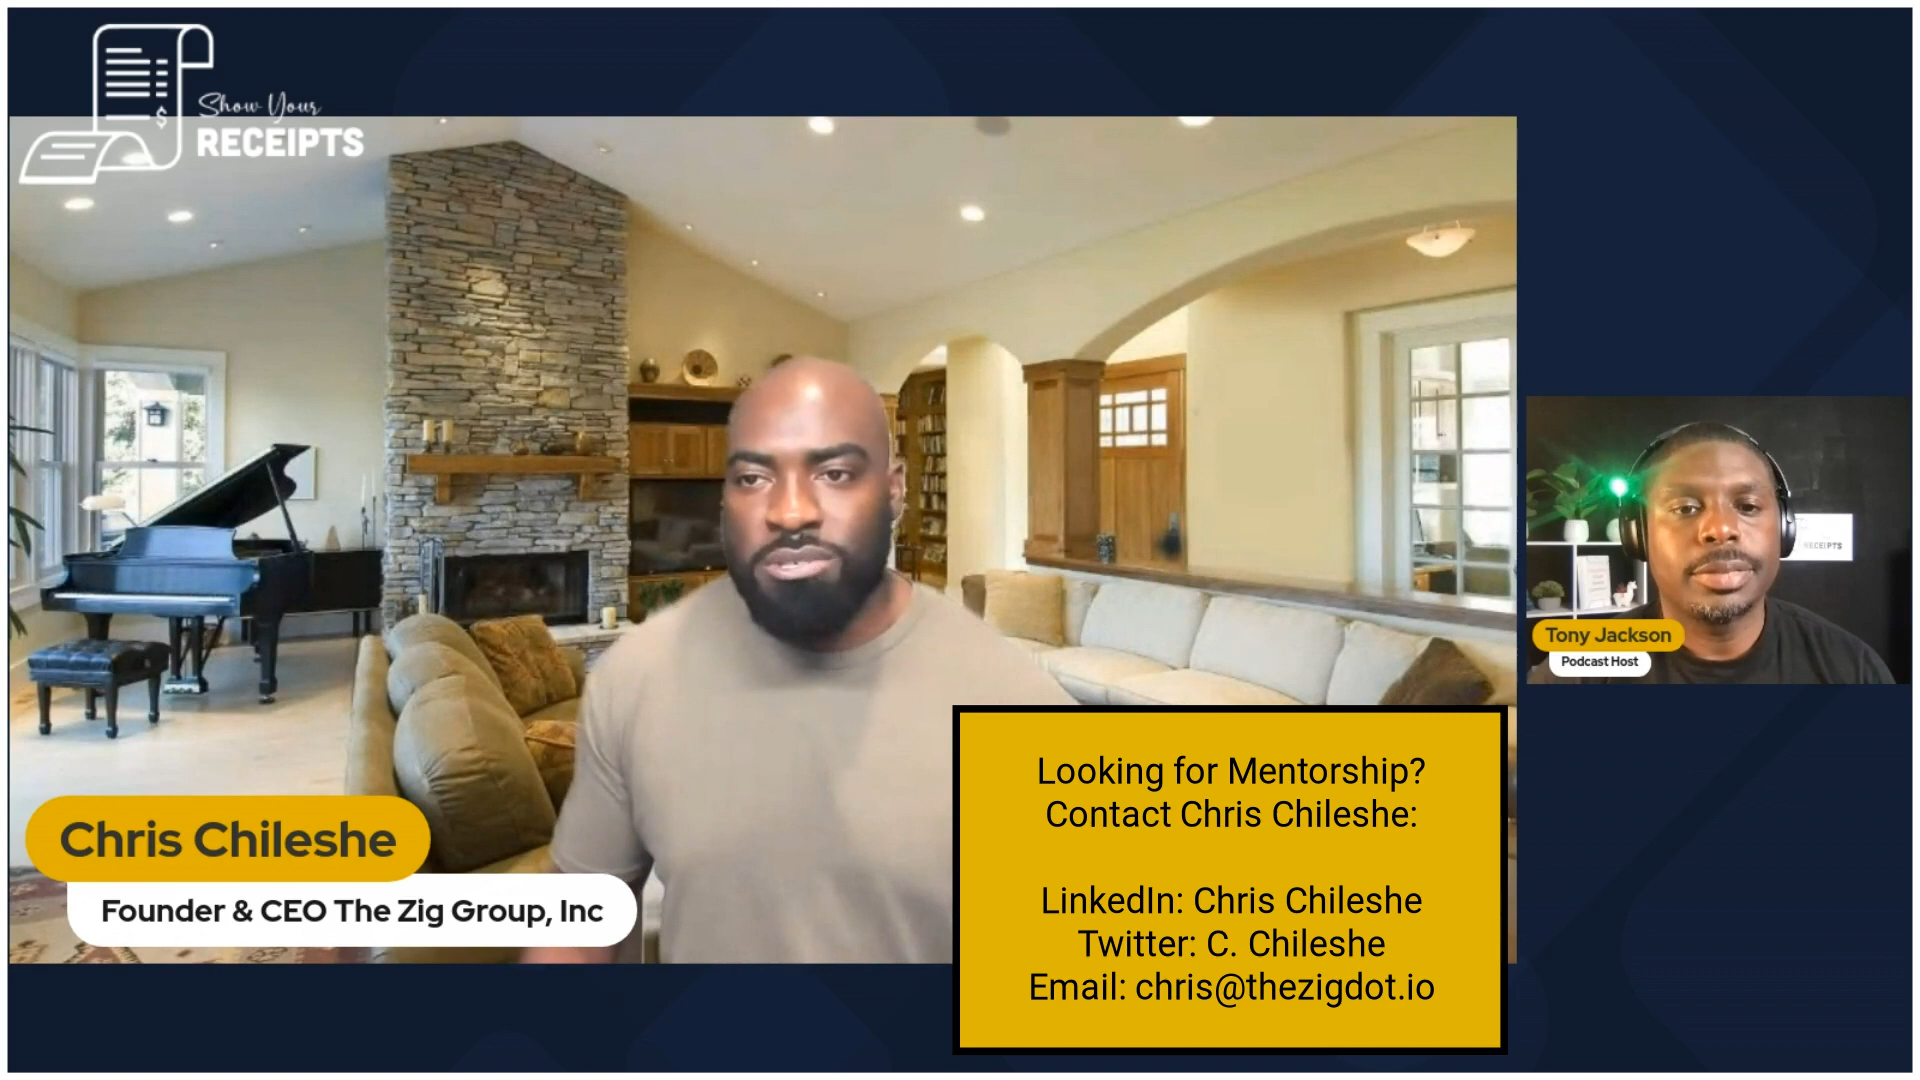 Show Your
RECEIPTS
$
RECEIPTS
Tony Jackson
Podcast Host
Looking for Mentorship?
Contact Chris Chileshe:
LinkedIn: Chris Chileshe
Twitter: C. Chileshe
Email: chris@thezigdot.io
Chris Chileshe
Founder & CEO The Zig Group, Inc